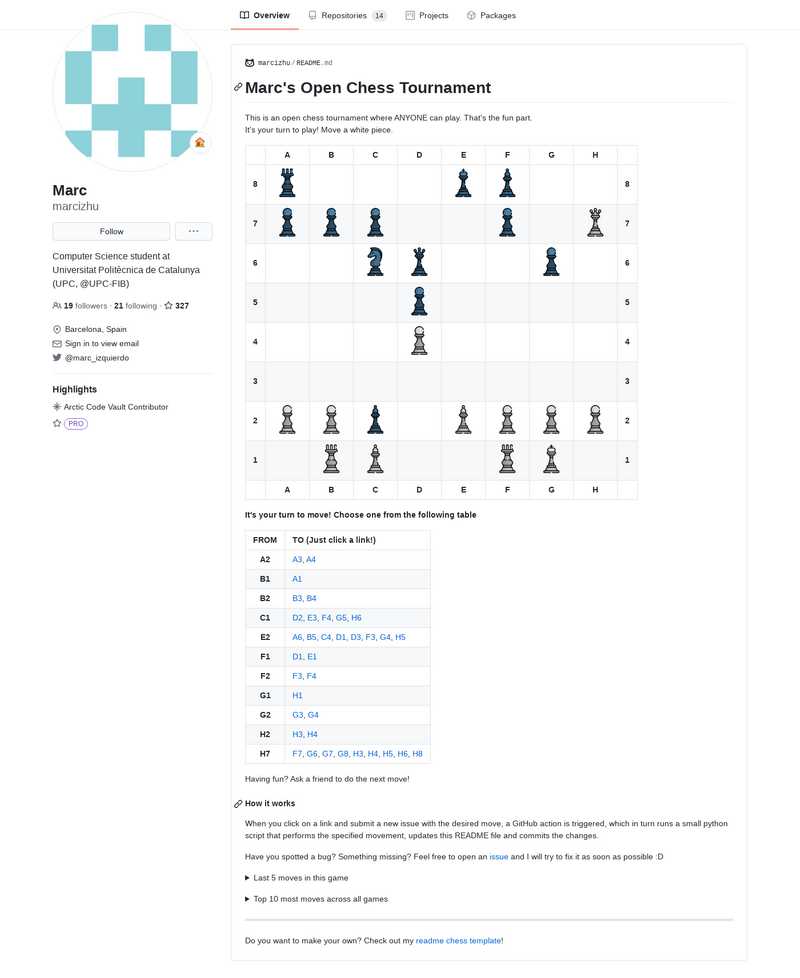 Overview
Repositories 14
Projects
Packages
Marc
marcizhu
Follow
...
Computer Science student at
Universitat Politècnica de Catalunya
(UPC, @UPC-FIB)
19 followers · 21 following · 327
Barcelona, Spain
Sign in to view email
@marc_izquierdo
Highlights
Arctic Code Vault Contributor
PRO
marcizhu/README.md
Marc's Open Chess Tournament
This is an open chess tournament where ANYONE can play. That's the fun part.
It's your turn to play! Move a white piece.
A B C D E F G H
8 8
7 7
6 6
5 5
4 4
3 3
2 2
1 1
A B C D E F G H
It's your turn to move! Choose one from the following table
FROM TO (Just click a link!)
A2 A3, A4
B1 A1
B2 B3, B4
C1 D2, E3, F4, G5, H6
E2 A6, B5, C4, D1, D3, F3, G4, H5
F1 D1, E1
F2 F3, F4
G1 H1
G2 G3, G4
H2 H3, H4
H7 F7, G6, G7, G8, H3, H4, H5, H6, H8
Having fun? Ask a friend to do the next move!
How it works
When you click on a link and submit a new issue with the desired move, a GitHub action is triggered, which in turn runs a small python
script that performs the specified movement, updates this README file and commits the changes.
Have you spotted a bug? Something missing? Feel free to open an issue and I will try to fix it as soon as possible :D
Last 5 moves in this game
Top 10 most moves across all games
Do you want to make your own? Check out my readme chess template!